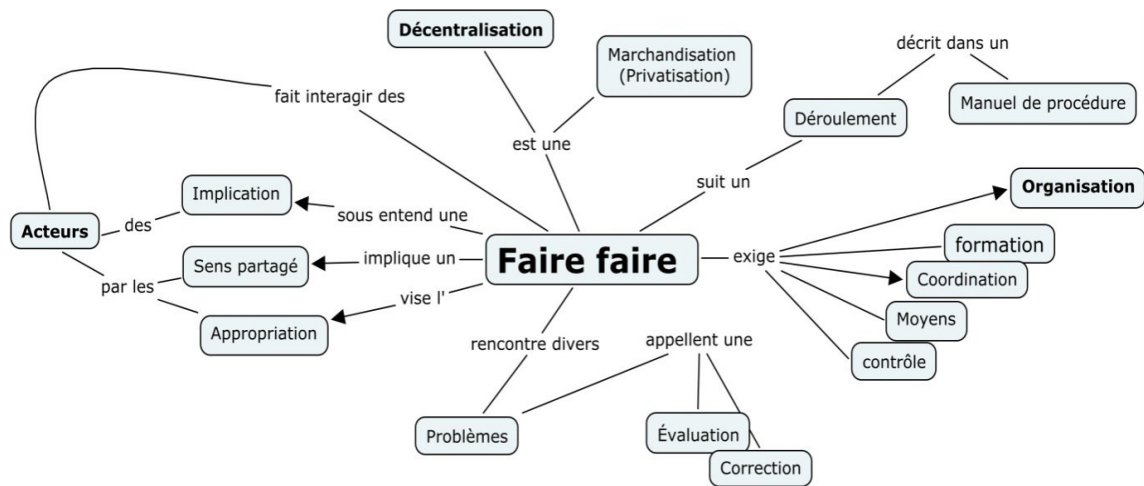 Décentralisation
Marchandisation
(Privatisation)
décrit dans un
fait interagir des
Déroulement
Manuel de procédure
est une
suit un
Implication
Organisation
Acteurs
des
sous entend une
Faire faire
exige
formation
Sens partagé
implique un
Coordination
par les
vise l'
Appropriation
Moyens
rencontre divers
appellent une
contrôle
Problèmes
Évaluation
Correction